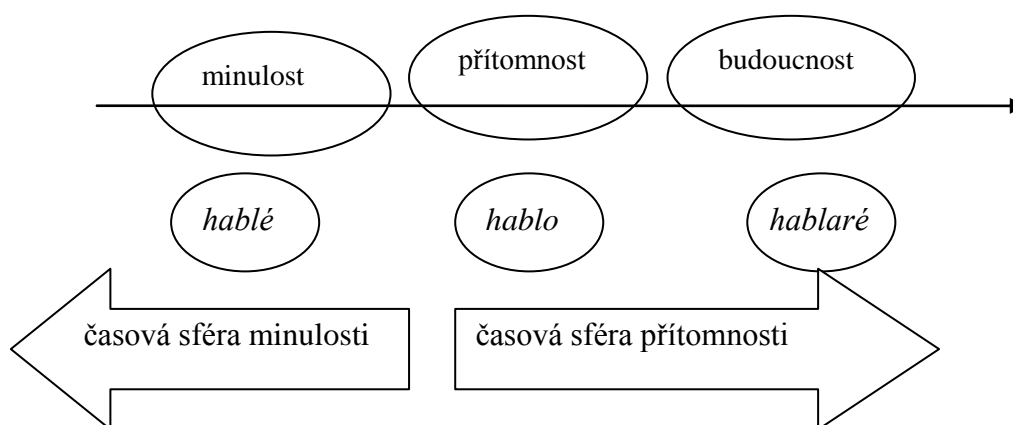 minulost přítomnost budoucnost
hablé hablo hablaré
časová sféra minulosti časová sféra přítomnosti